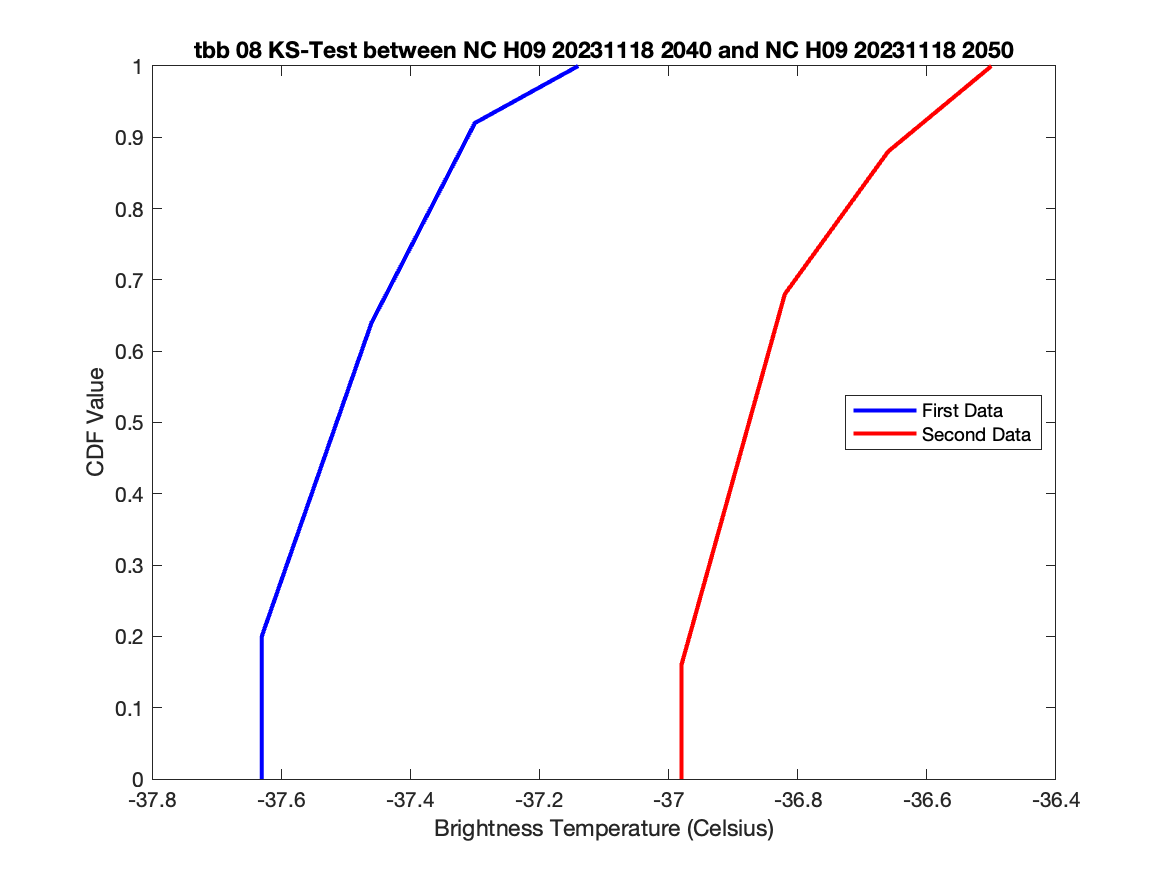 tbb 08 KS-Test between NC H09 20231118 2040 and NC H09 20231118 2050
1
0.9
0.8
0.7
0.6
0.5
0.4
0.3
0.2
0.1
0
CDF Value
First Data
Second Data
-37.8 -37.6 -37.4 -37.2 -37 -36.8 -36.6 -36.4
Brightness Temperature (Celsius)